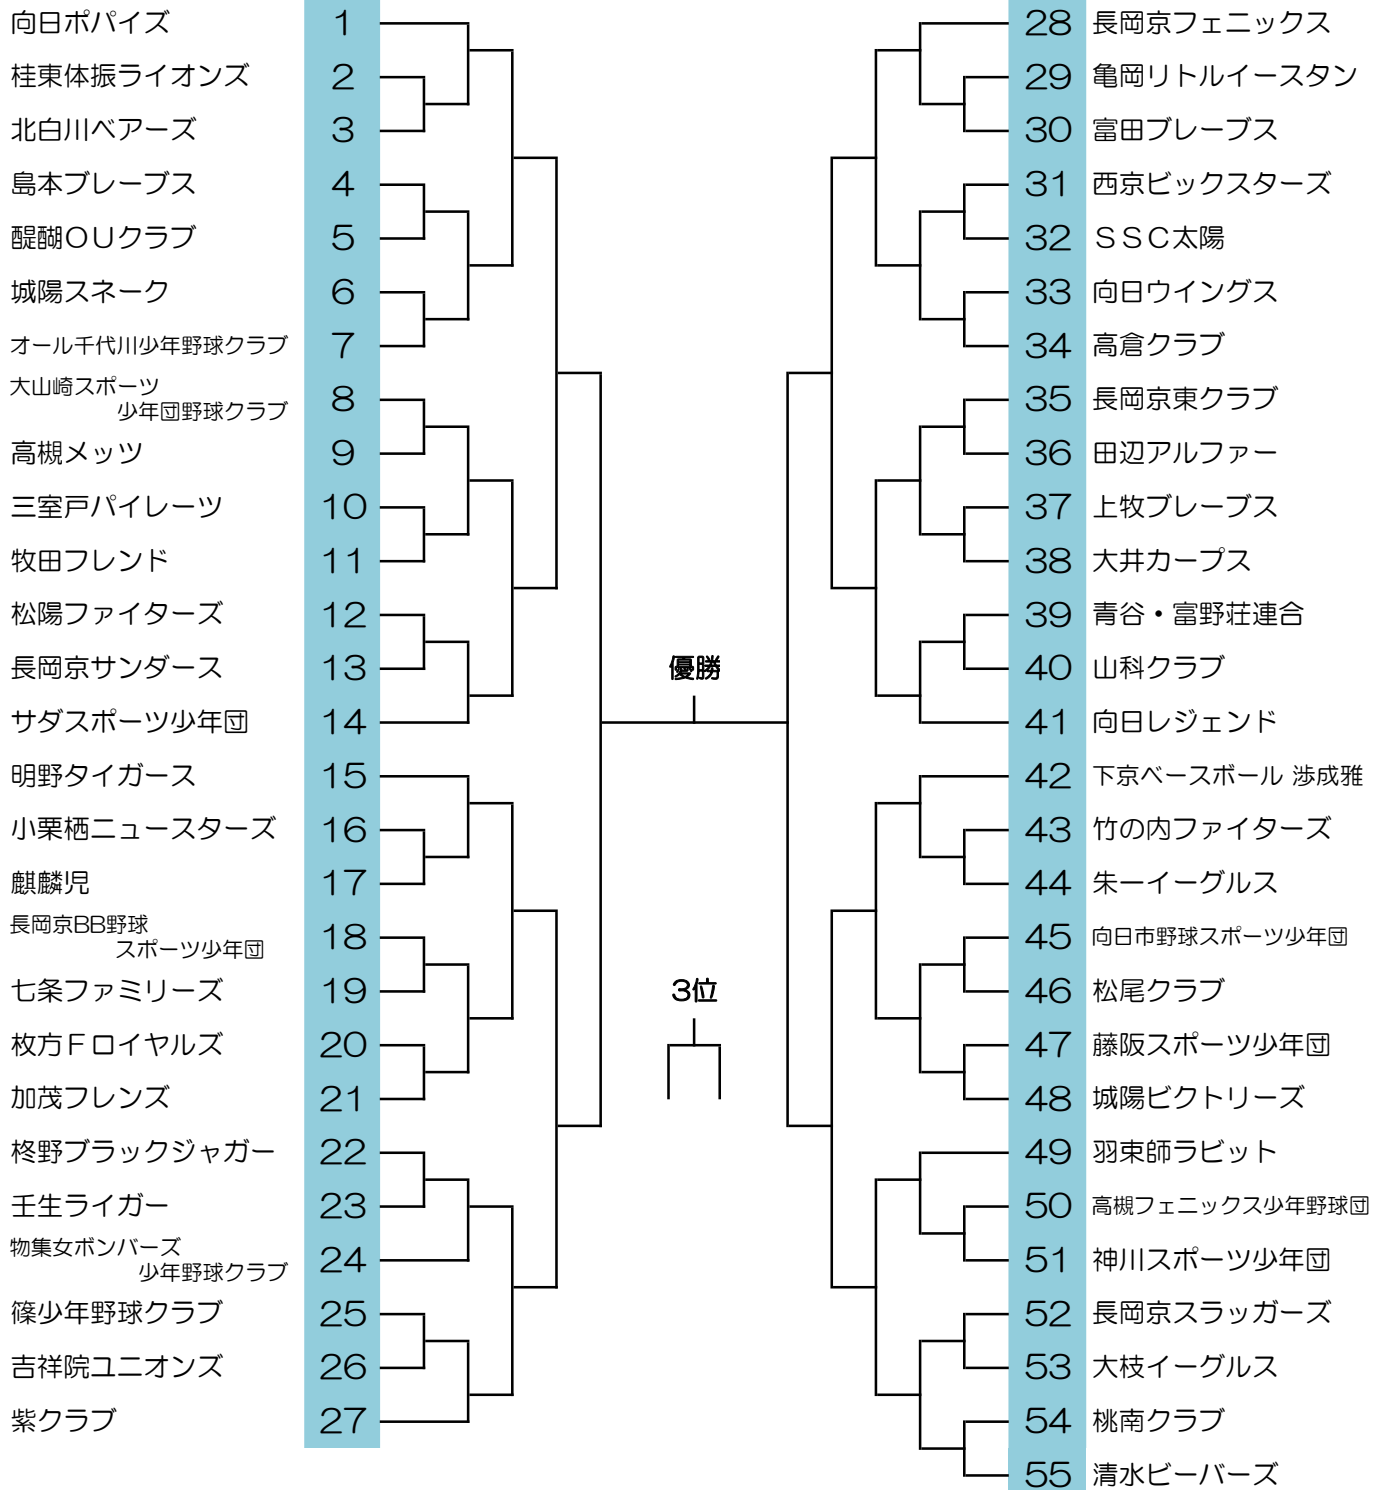 向日ポパイズ 1
桂東体振ライオンズ 2
北白川ベアーズ 3
島本ブレーブス 4
醍醐ＯＵクラブ 5
城陽スネーク 6
オール千代川少年野球クラブ 7
大山崎スポーツ
少年団野球クラブ 8
高槻メッツ 9
三室戸パイレーツ 10
牧田フレンド 11
松陽ファイターズ 12
長岡京サンダース 13
サダスポーツ少年団 14
明野タイガース 15
小栗栖ニュースターズ 16
麒麟児 17
長岡京BB野球
スポーツ少年団 18
七条ファミリーズ 19
枚方Ｆロイヤルズ 20
加茂フレンズ 21
柊野ブラックジャガー 22
壬生ライガー 23
物集女ボンバーズ
少年野球クラブ 24
篠少年野球クラブ 25
吉祥院ユニオンズ 26
紫クラブ 27
優勝
3位
28 長岡京フェニックス
29 亀岡リトルイースタン
30 富田ブレーブス
31 西京ビックスターズ
32 ＳＳＣ太陽
33 向日ウイングス
34 高倉クラブ
35 長岡京東クラブ
36 田辺アルファー
37 上牧ブレーブス
38 大井カープス
39 青谷・富野荘連合
40 山科クラブ
41 向日レジェンド
42 下京ベースボール 渉成雅
43 竹の内ファイターズ
44 朱一イーグルス
45 向日市野球スポーツ少年団
46 松尾クラブ
47 藤阪スポーツ少年団
48 城陽ビクトリーズ
49 羽束師ラビット
50 高槻フェニックス少年野球団
51 神川スポーツ少年団
52 長岡京スラッガーズ
53 大枝イーグルス
54 桃南クラブ
55 清水ビーバーズ